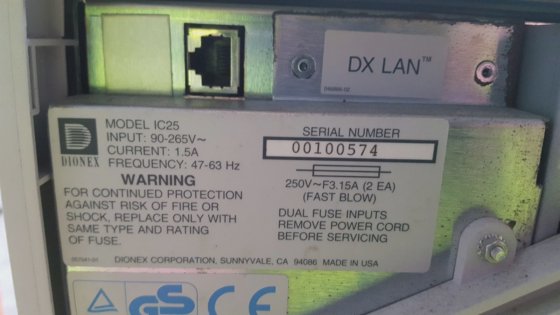 DX LAN™
DIONEX
MODEL IC25
INPUT: 90-265V~
CURRENT: 1.5A
FREQUENCY: 47-63 Hz
WARNING
FOR CONTINUED PROTECTION
AGAINST RISK OF FIRE OR
SHOCK, REPLACE ONLY WITH
SAME TYPE AND RATING
OF FUSE.
SERIAL NUMBER
00100574
250V~F3.15A (2 EA)
(FAST BLOW)
DUAL FUSE INPUTS
REMOVE POWER CORD
BEFORE SERVICING
DIONEX CORPORATION, SUNNYVALE, CA 94086 MADE IN USA
GS CE